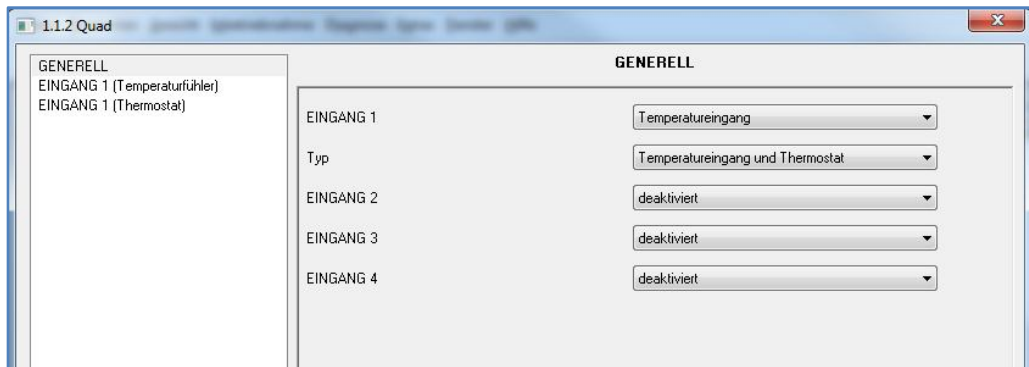 1.1.2 Quad
GENERELL
EINGANG 1 (Temperaturfühler)
EINGANG 1 (Thermostat)
GENERELL
EINGANG 1 Temperatureingang
Typ Temperatureingang und Thermostat
EINGANG 2 deaktiviert
EINGANG 3 deaktiviert
EINGANG 4 deaktiviert